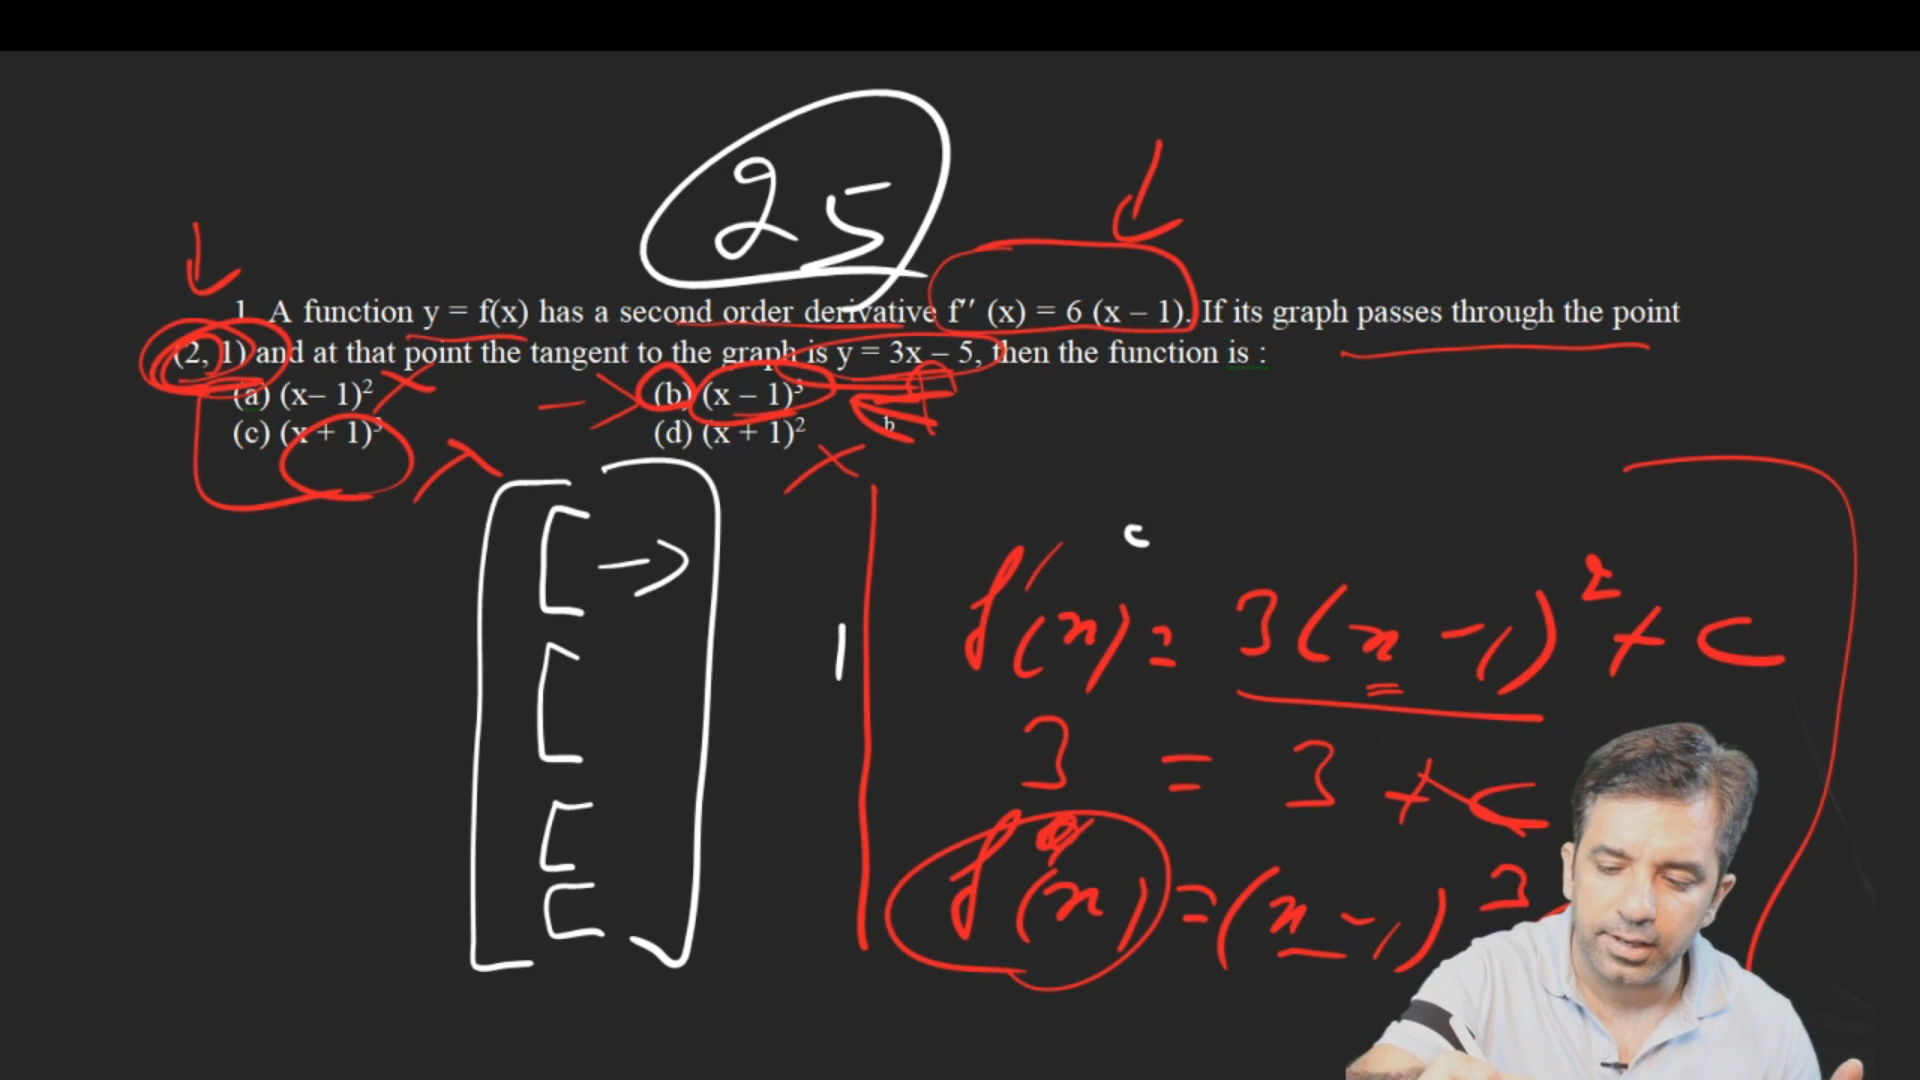 25
1. A function y = f(x) has a second order derivative f″ (x) = 6 (x – 1). If its graph passes through the point
(2, 1) and at that point the tangent to the graph is y = 3x – 5, then the function is :
(a) (x– 1)² (b) (x – 1)³
(c) (x + 1)³ (d) (x + 1)² b
f′(x) = 3(x - 1)² + c
3 = 3 + c
f(x) = (x - 1)³